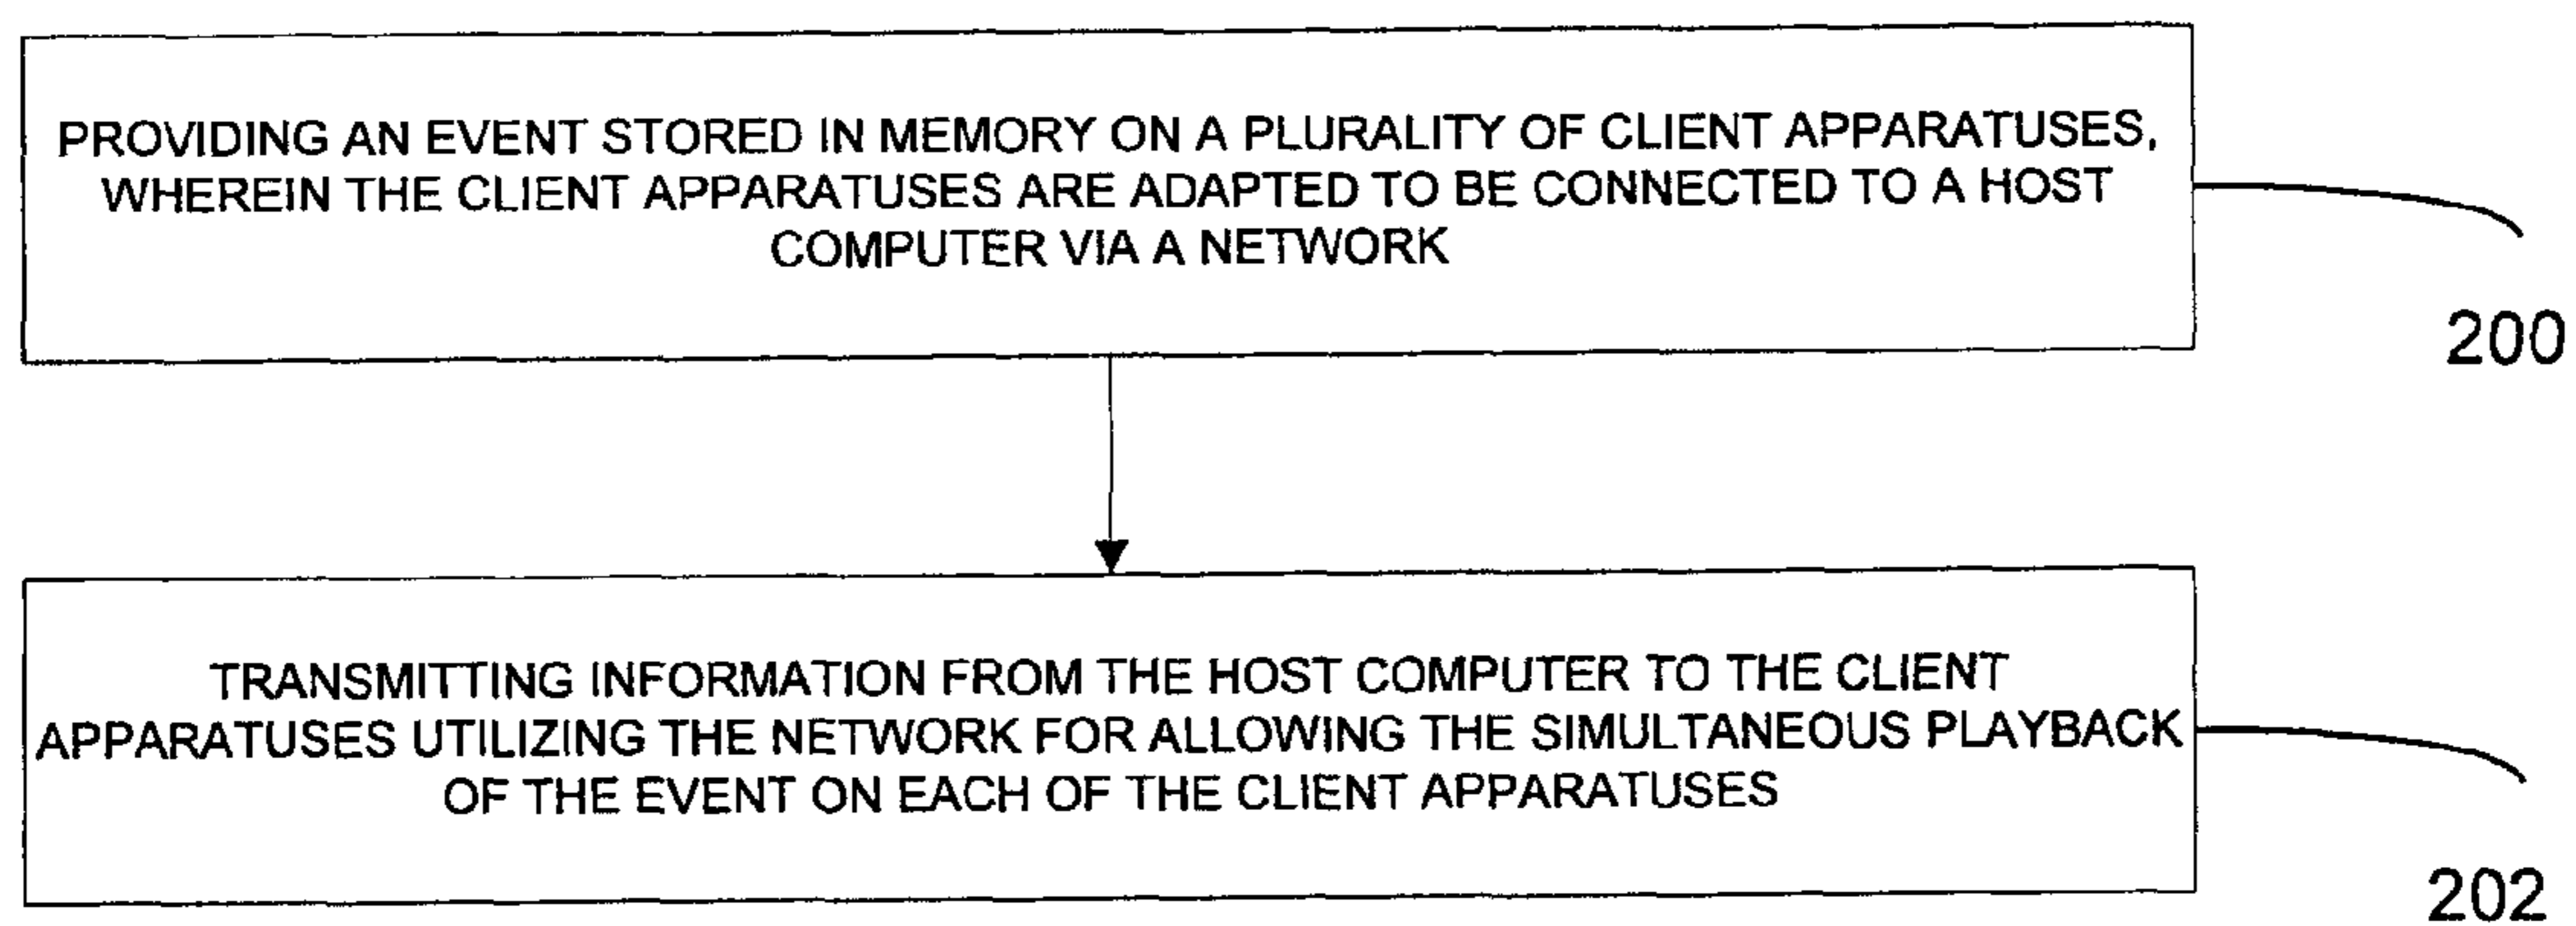 PROVIDING AN EVENT STORED IN MEMORY ON A PLURALITY OF CLIENT APPARATUSES,
WHEREIN THE CLIENT APPARATUSES ARE ADAPTED TO BE CONNECTED TO A HOST
COMPUTER VIA A NETWORK
200
TRANSMITTING INFORMATION FROM THE HOST COMPUTER TO THE CLIENT
APPARATUSES UTILIZING THE NETWORK FOR ALLOWING THE SIMULTANEOUS PLAYBACK
OF THE EVENT ON EACH OF THE CLIENT APPARATUSES
202